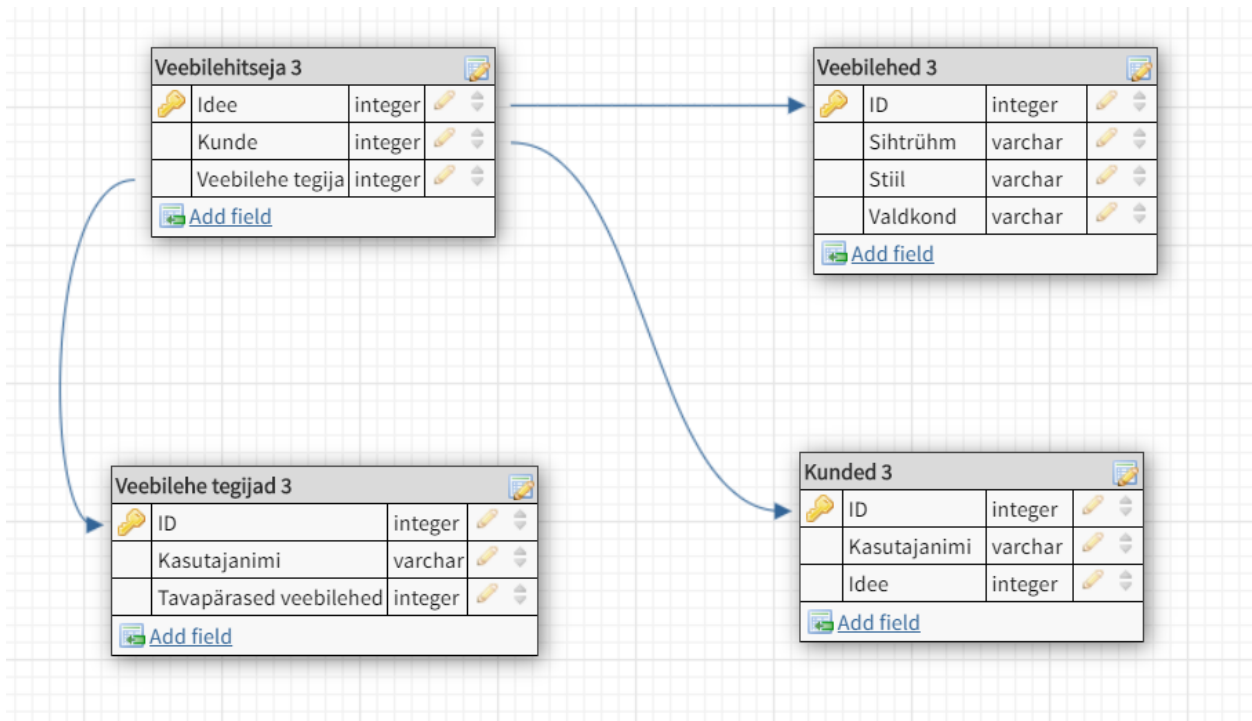 Veebilehitseja 3
Idee integer
Kunde integer
Veebilehe tegija integer
Add field
Veebilehed 3
ID integer
Sihtrühm varchar
Stiil varchar
Valdkond varchar
Add field
Veebilehe tegijad 3
ID integer
Kasutajanimi varchar
Tavapärased veebilehed integer
Add field
Kunded 3
ID integer
Kasutajanimi varchar
Idee integer
Add field